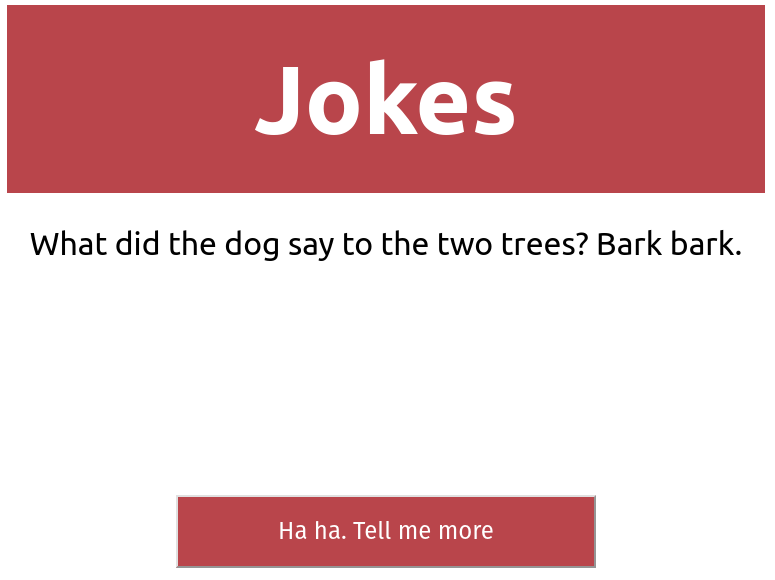 Jokes
What did the dog say to the two trees? Bark bark.
Ha ha. Tell me more